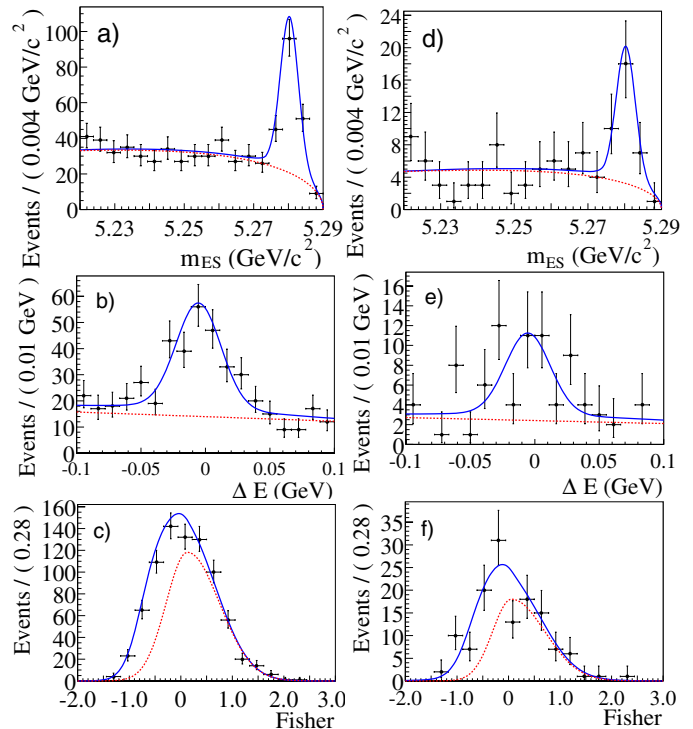 a)
Events / ( 0.004 GeV/c² )
100
80
60
40
20
0
5.23 5.25 5.27 5.29
m_ES (GeV/c²)
d)
Events / ( 0.004 GeV/c² )
24
20
16
12
8
4
0
5.23 5.25 5.27 5.29
m_ES (GeV/c²)
b)
Events / ( 0.01 GeV )
60
50
40
30
20
10
0
-0.1 -0.05 0 0.05 0.1
Δ E (GeV)
e)
Events / ( 0.01 GeV )
16
14
12
10
8
6
4
2
0
-0.1 -0.05 0 0.05 0.1
Δ E (GeV)
c)
Events / ( 0.28 )
160
140
120
100
80
60
40
20
0
-2.0 -1.0 0 1.0 2.0 3.0
Fisher
f)
Events / ( 0.28 )
35
30
25
20
15
10
5
0
-2.0 -1.0 0 1.0 2.0 3.0
Fisher